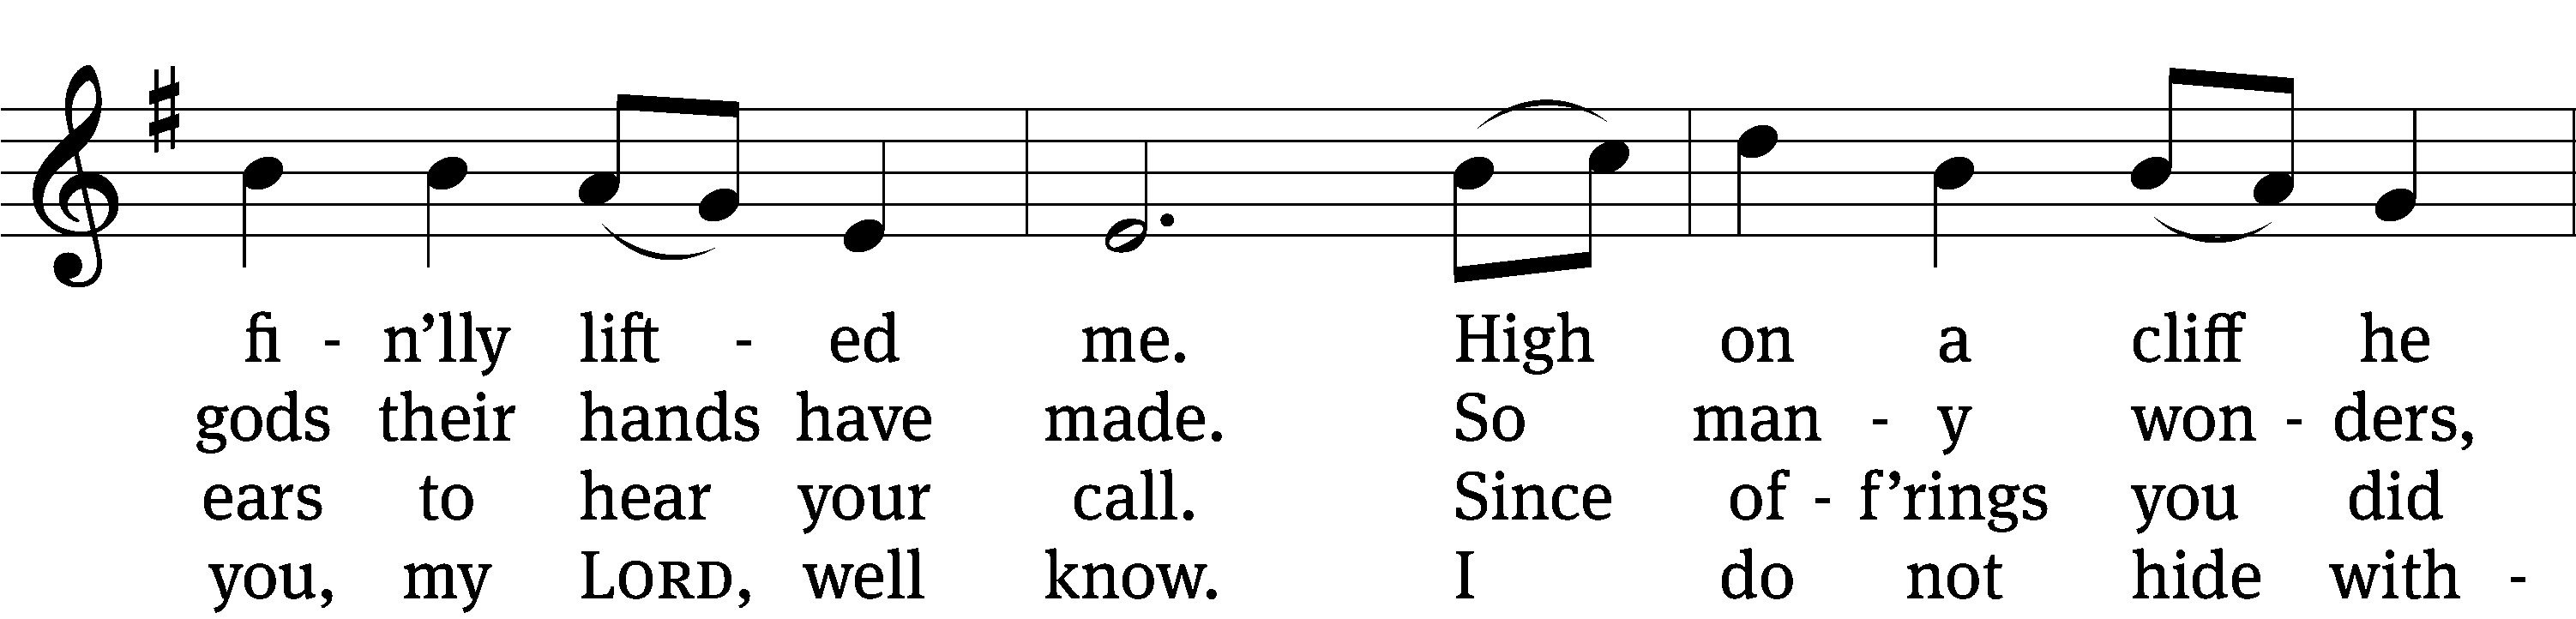 fi - n’lly lift - ed me. High on a cliff he
gods their hands have made. So man - y won - ders,
ears to hear your call. Since of - f’rings you did
you, my LORD, well know. I do not hide with -